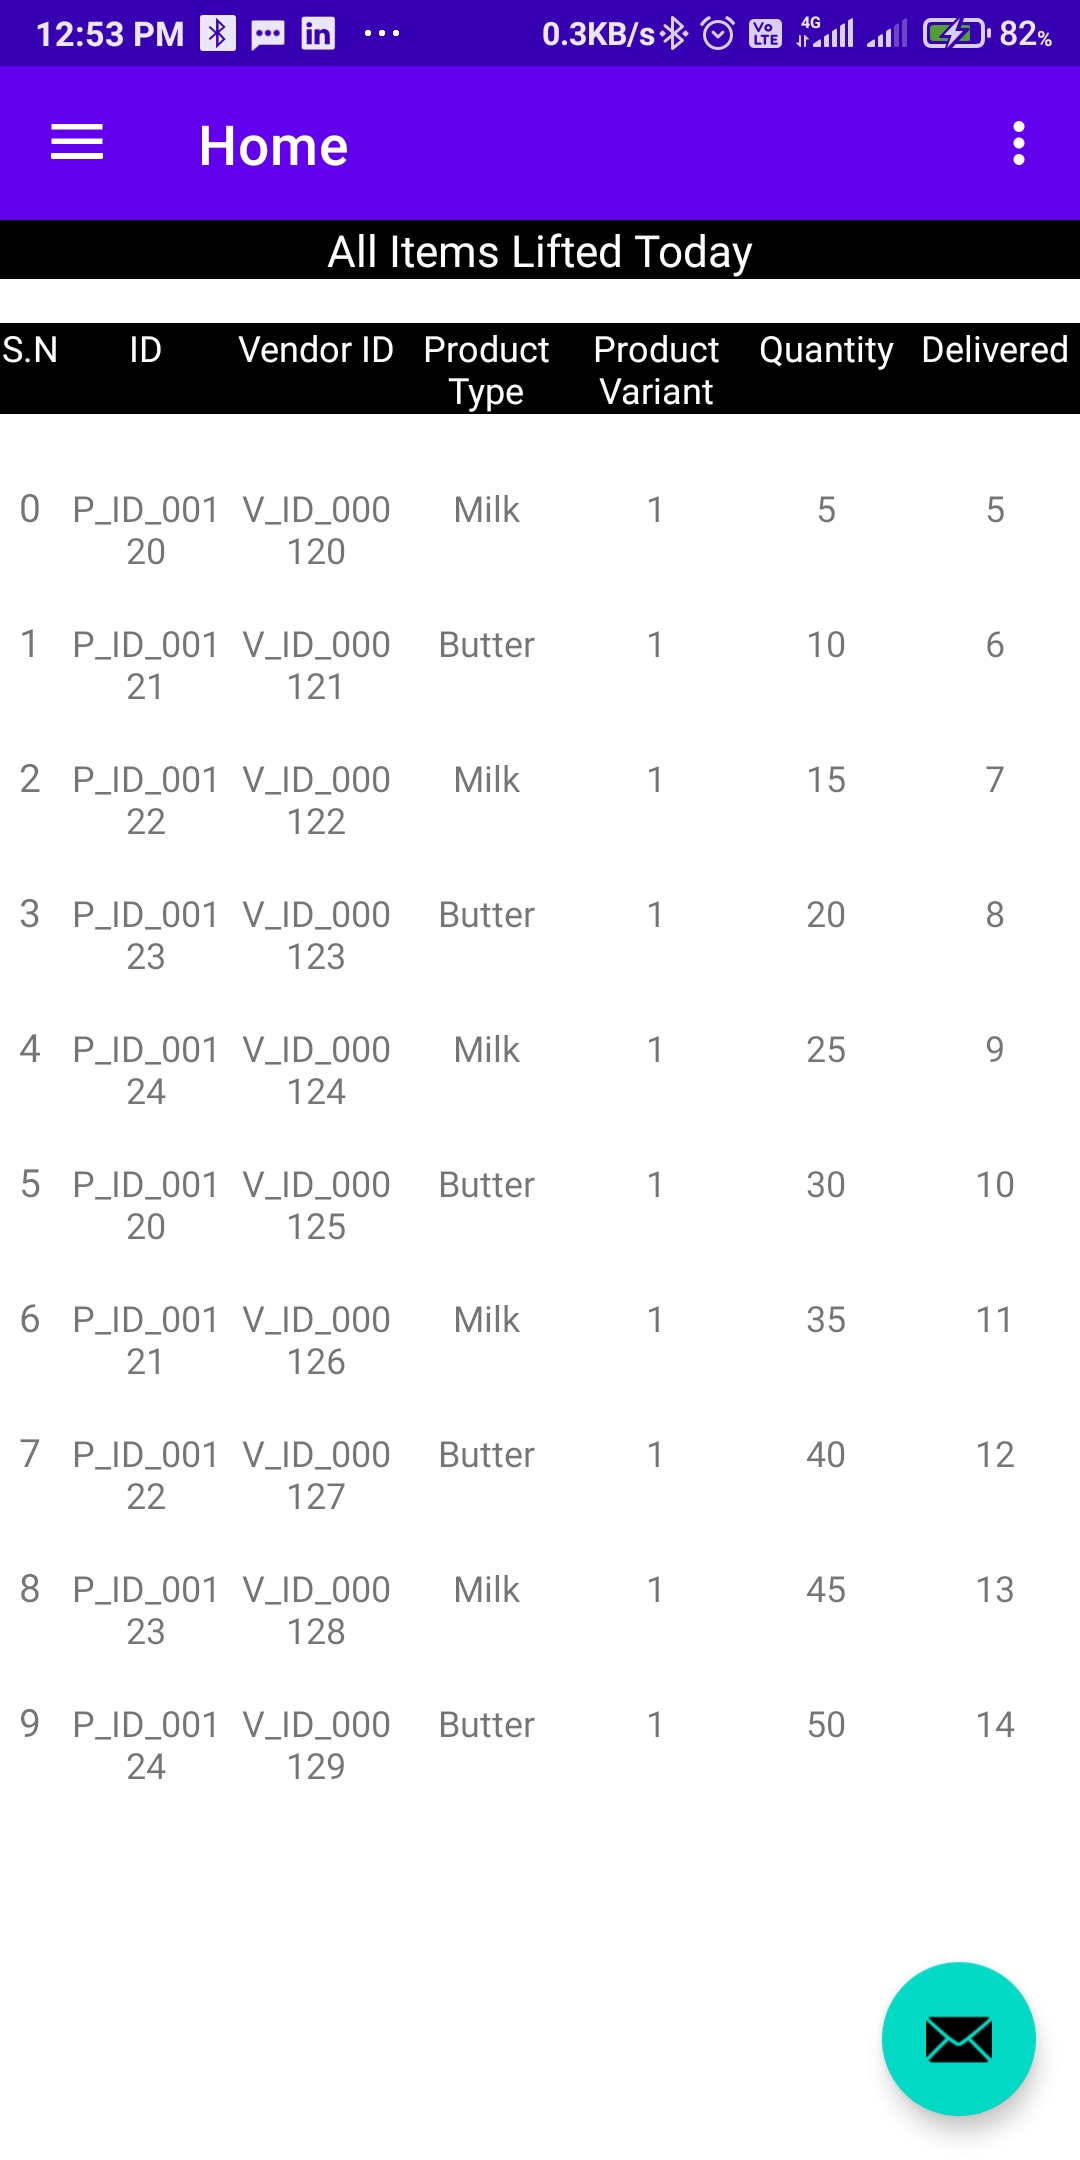 12:53 PM in ... 0.3KB/s Vo LTE 4G 82%
Home
All Items Lifted Today
S.N ID Vendor ID Product Type Product Variant Quantity Delivered
0 P_ID_00120 V_ID_000120 Milk 1 5 5
1 P_ID_00121 V_ID_000121 Butter 1 10 6
2 P_ID_00122 V_ID_000122 Milk 1 15 7
3 P_ID_00123 V_ID_000123 Butter 1 20 8
4 P_ID_00124 V_ID_000124 Milk 1 25 9
5 P_ID_00120 V_ID_000125 Butter 1 30 10
6 P_ID_00121 V_ID_000126 Milk 1 35 11
7 P_ID_00122 V_ID_000127 Butter 1 40 12
8 P_ID_00123 V_ID_000128 Milk 1 45 13
9 P_ID_00124 V_ID_000129 Butter 1 50 14